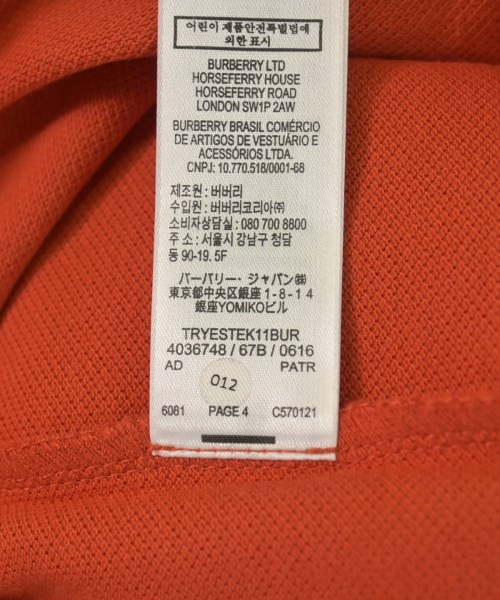 어린이 제품안전특별법에
의한 표시
BURBERRY LTD
HORSEFERRY HOUSE
HORSEFERRY ROAD
LONDON SW1P 2AW
BURBERRY BRASIL COMÉRCIO
DE ARTIGOS DE VESTUÁRIO E
ACESSÓRIOS LTDA.
CNPJ: 10.770.518/0001-68
제조원 : 버버리
수입원 : 버버리코리아㈜
소비자상담실 : 080 700 8800
주 소 : 서울시 강남구 청담
동 90-19. 5F
バーバリー・ジャパン㈱
東京都中央区銀座1-8-14
銀座YOMIKOビル
TRYESTEK11BUR
4036748 / 67B / 0616
AD PATR
012
6081 PAGE 4 C570121